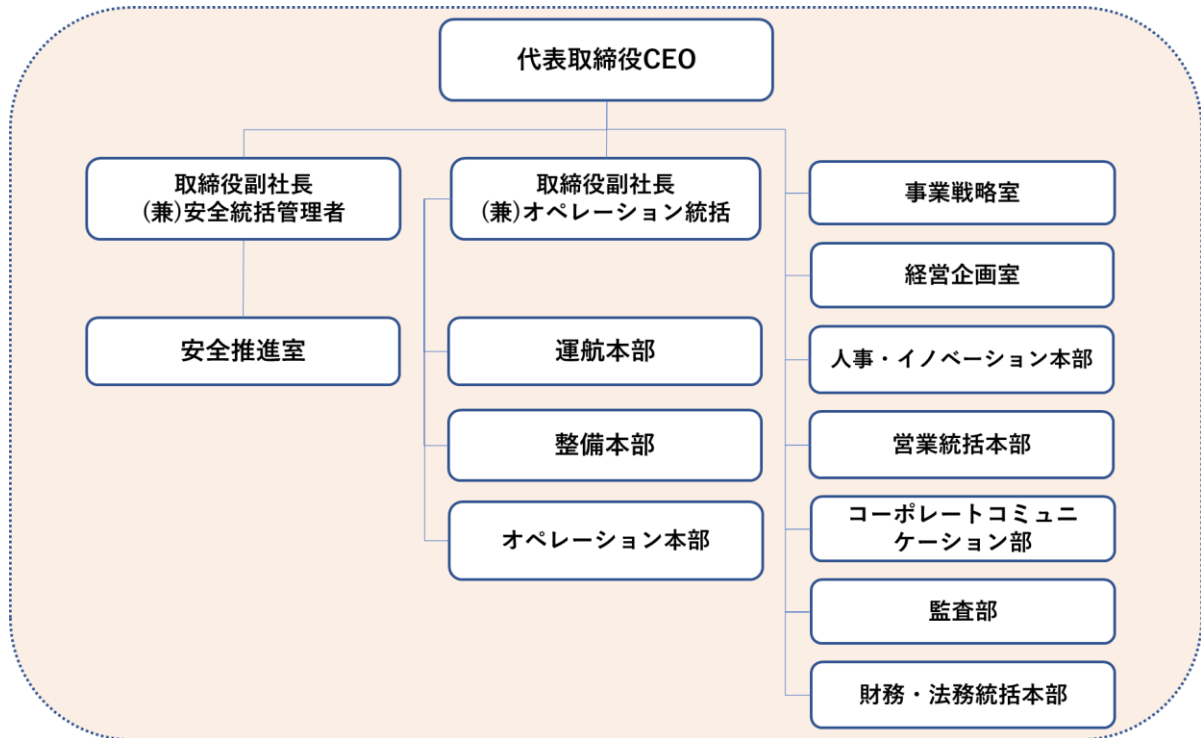 代表取締役CEO
取締役副社長
(兼)安全統括管理者
安全推進室
取締役副社長
(兼)オペレーション統括
運航本部
整備本部
オペレーション本部
事業戦略室
経営企画室
人事・イノベーション本部
営業統括本部
コーポレートコミュニ
ケーション部
監査部
財務・法務統括本部